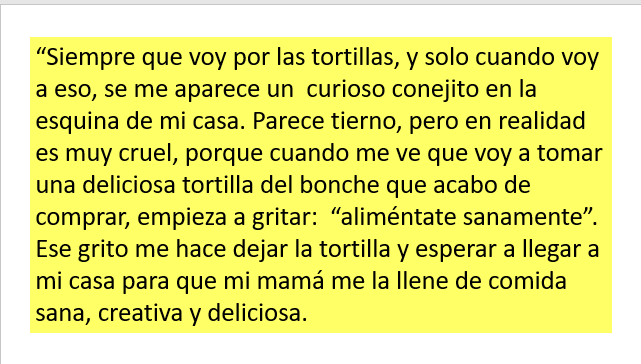 “Siempre que voy por las tortillas, y solo cuando voy
a eso, se me aparece un  curioso conejito en la
esquina de mi casa. Parece tierno, pero en realidad
es muy cruel, porque cuando me ve que voy a tomar
una deliciosa tortilla del bonche que acabo de
comprar, empieza a gritar:  “aliméntate sanamente”.
Ese grito me hace dejar la tortilla y esperar a llegar a
mi casa para que mi mamá me la llene de comida
sana, creativa y deliciosa.